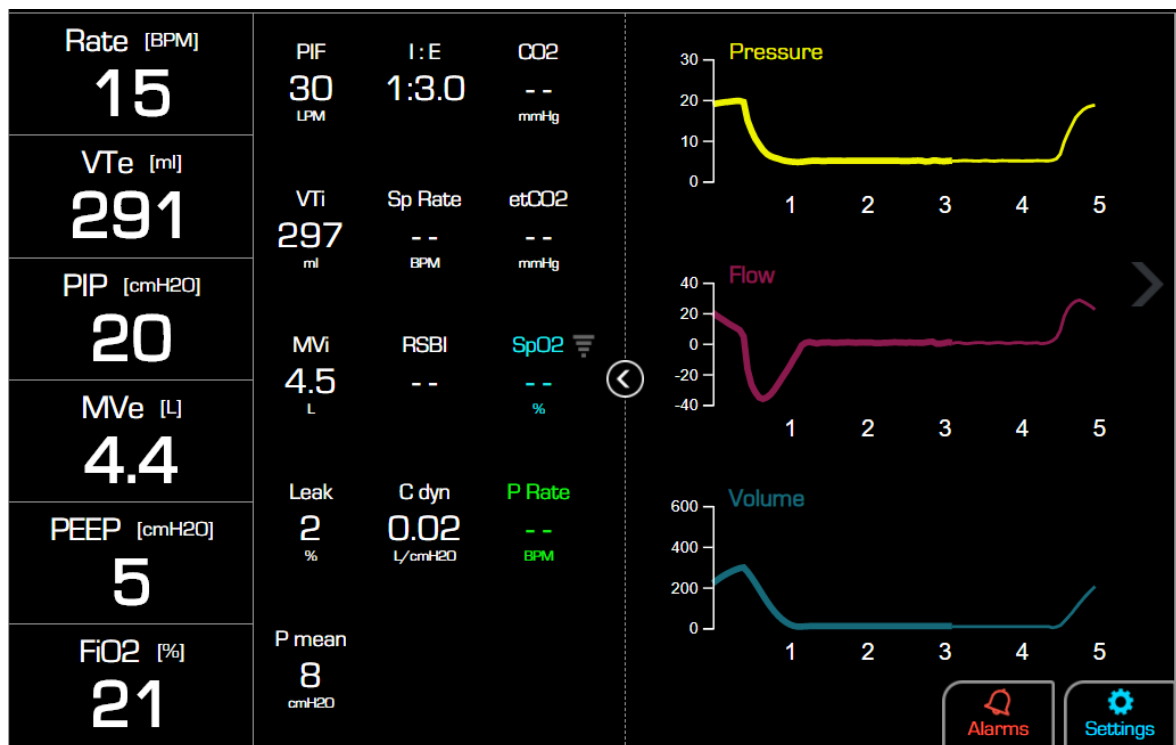 Rate [BPM]
15
VTe [ml]
291
PIP [cmH2O]
20
MVe [L]
4.4
PEEP [cmH2O]
5
FiO2 [%]
21
PIF I:E CO2
30 1:3.0 --
LPM mmHg
VTi Sp Rate etCO2
297 -- --
ml BPM mmHg
MVi RSBI SpO2
4.5 -- --
L %
Leak C dyn P Rate
2 0.02 --
% L/cmH2O BPM
P mean
8
cmH2O
Pressure
30
20
10
0
1 2 3 4 5
Flow
40
20
0
-20
-40
1 2 3 4 5
Volume
600
400
200
0
1 2 3 4 5
Alarms Settings